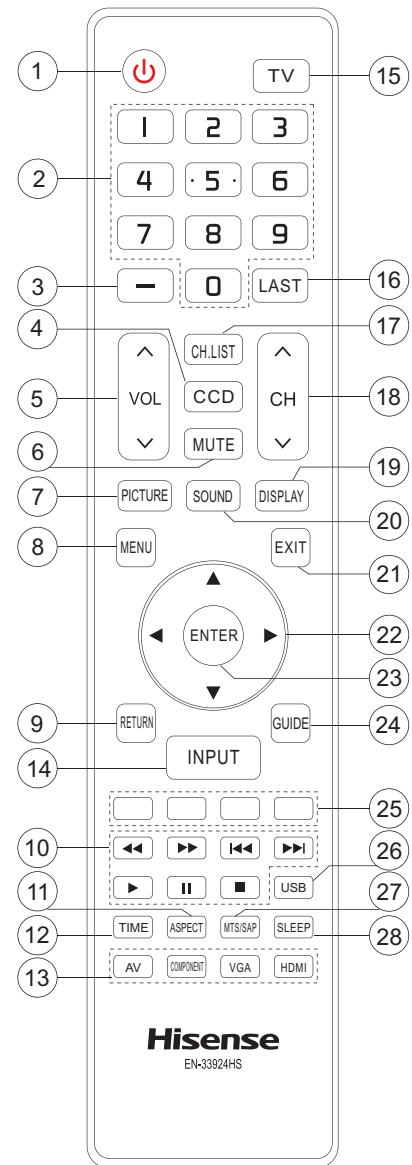 1
TV
15
1 2 3
2
4 · 5 · 6
7 8 9
3
– 0 LAST
16
4
CH.LIST
17
5
VOL
CCD
CH
18
6
MUTE
19
7
PICTURE SOUND DISPLAY
20
8
MENU
EXIT
21
ENTER
22
23
9
RETURN
GUIDE
24
14
INPUT
25
10
26
11
USB
27
12
TIME ASPECT MTS/SAP SLEEP
28
13
AV COMPONENT VGA HDMI
Hisense
EN-33924HS